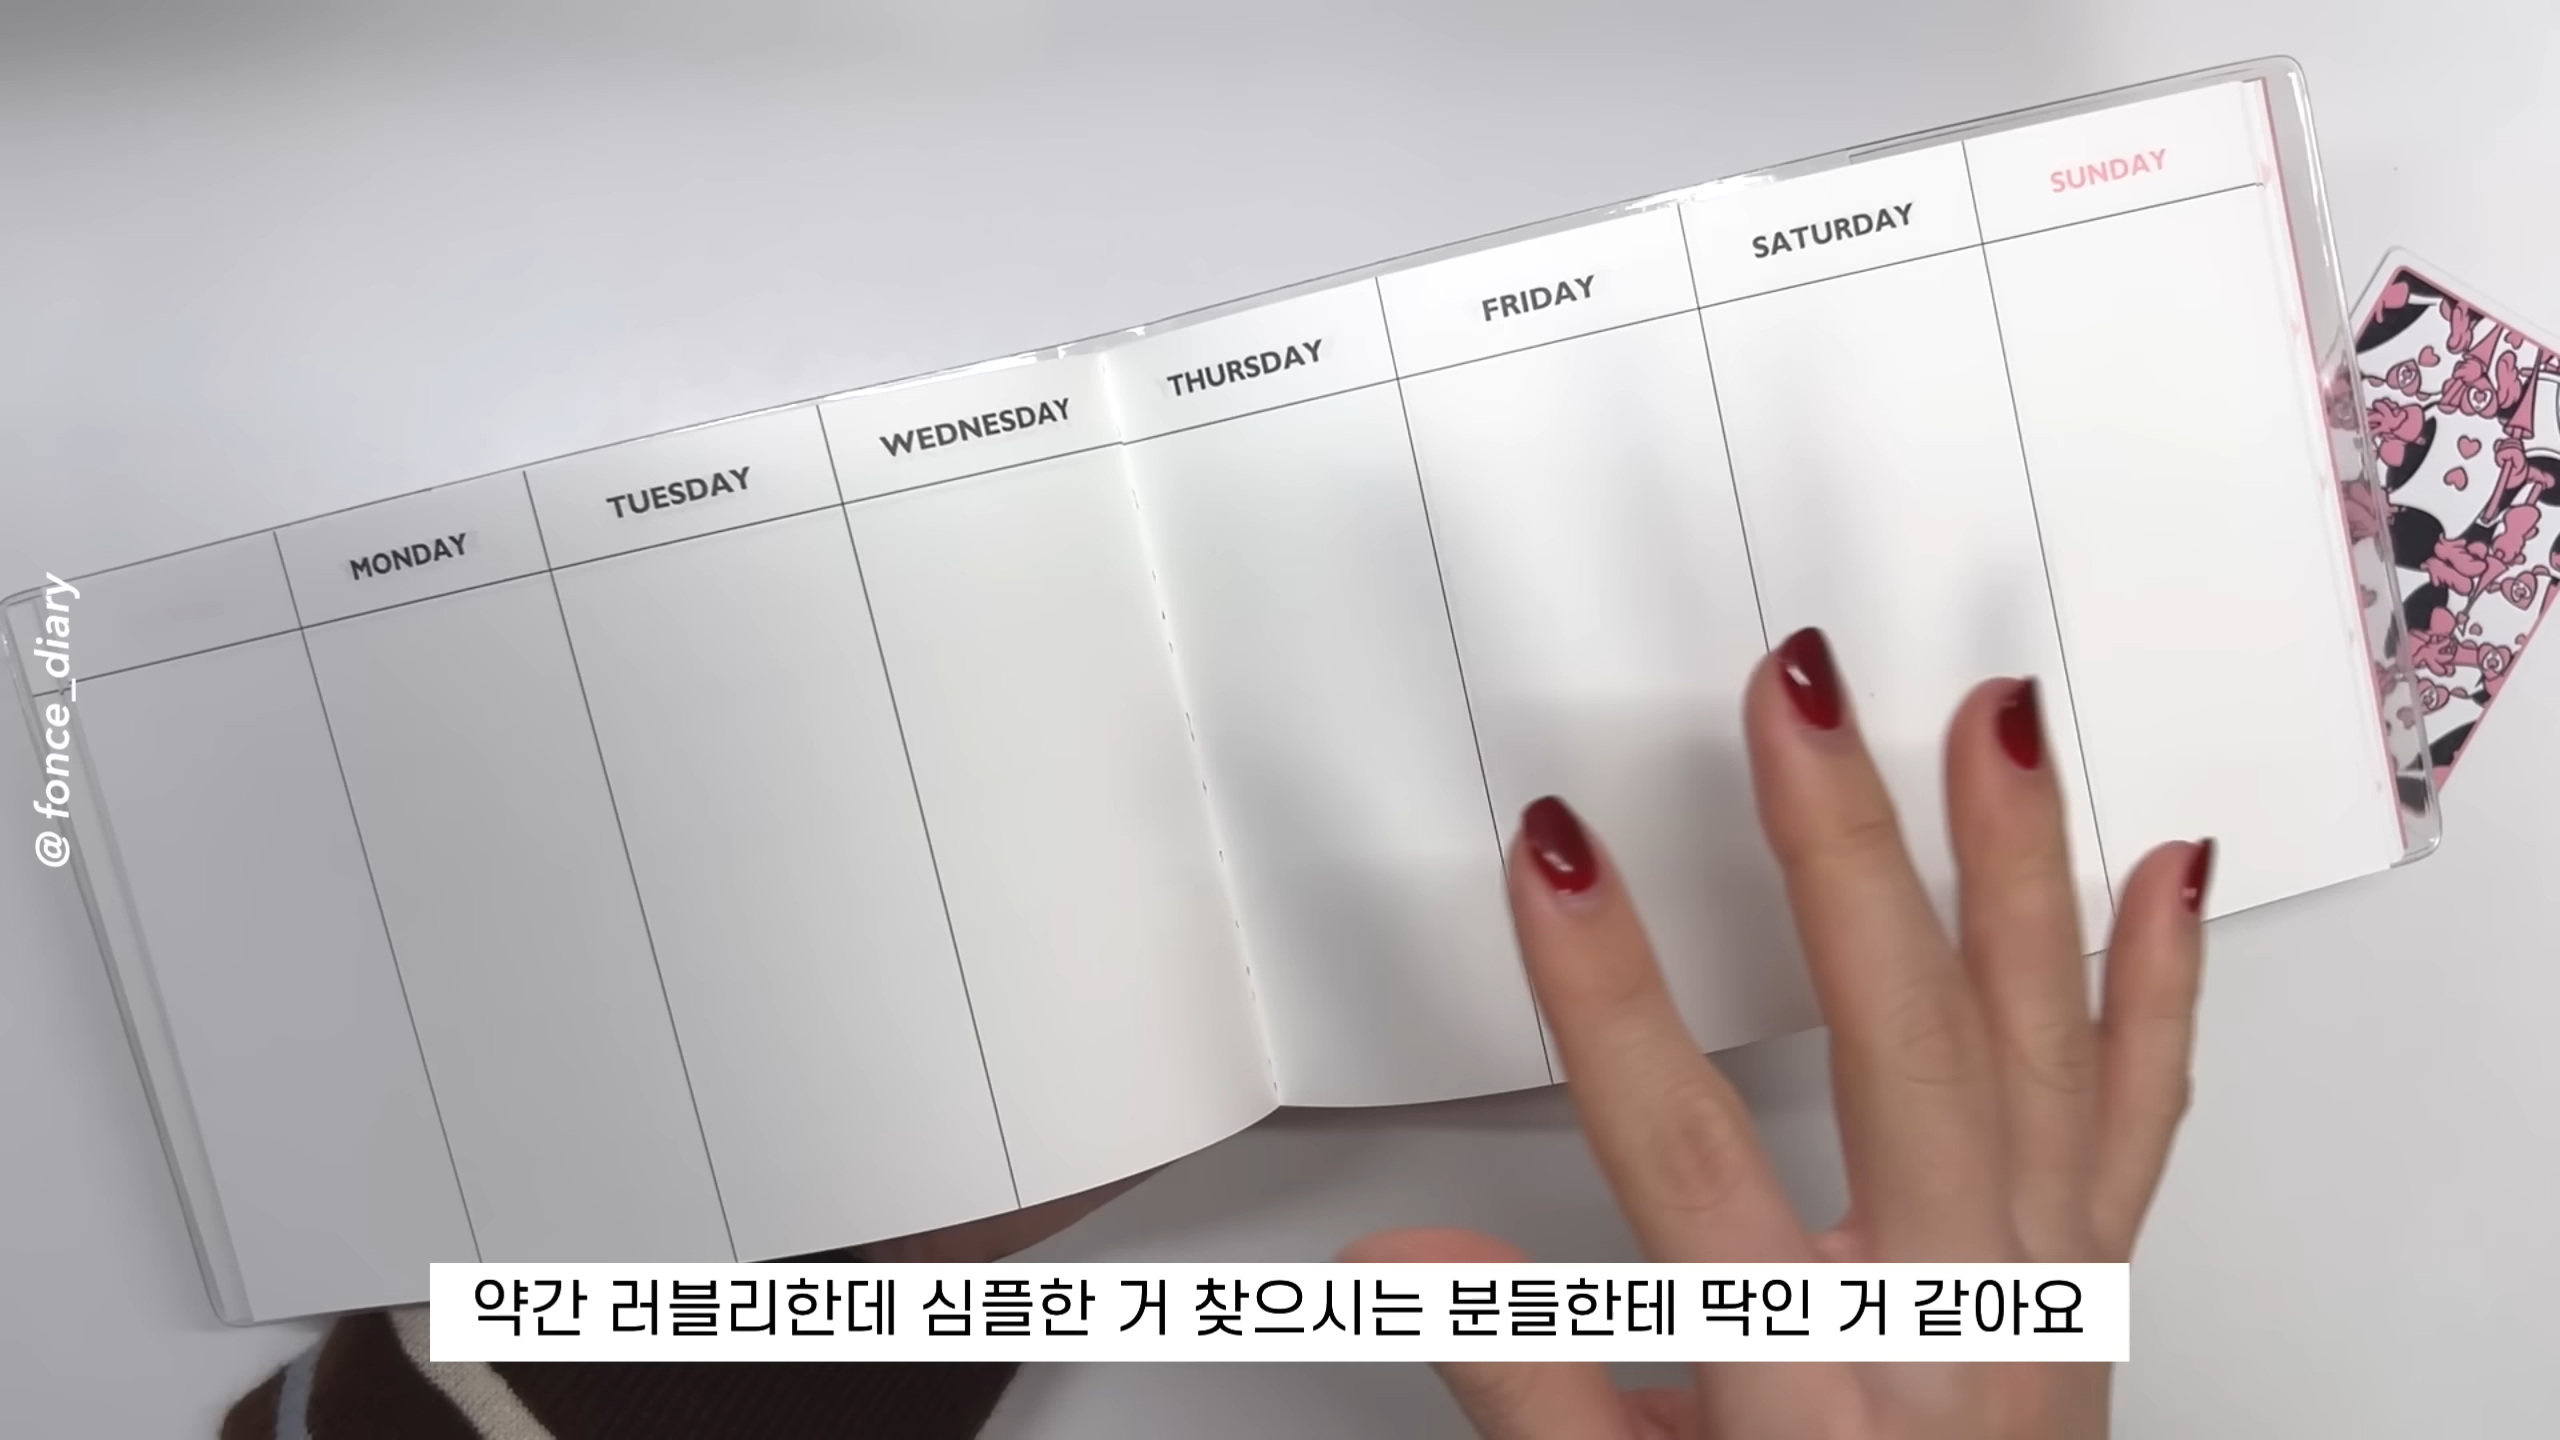 MONDAY
TUESDAY
WEDNESDAY
THURSDAY
FRIDAY
SATURDAY
SUNDAY
@fonce_diary
약간 러블리한데 심플한 거 찾으시는 분들한테 딱인 거 같아요